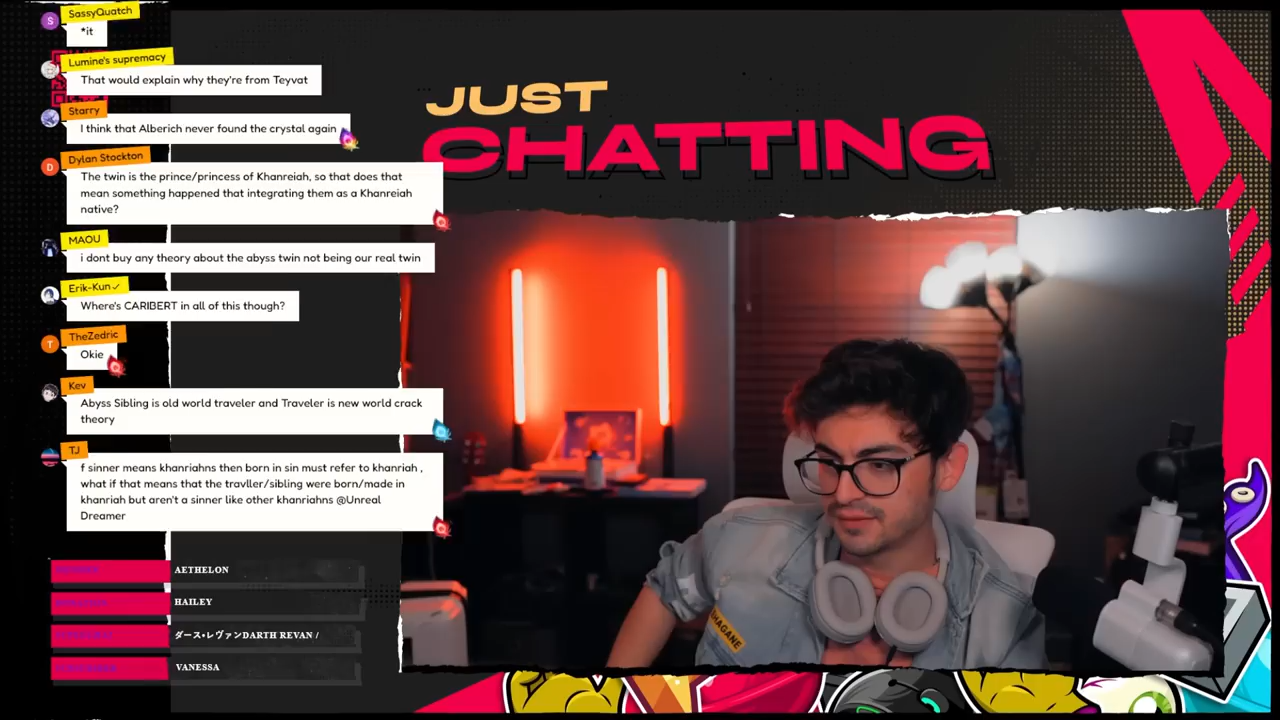 SassyQuatch
*it
Lumine's supremacy
That would explain why they're from Teyvat
Starry
I think that Alberich never found the crystal again
Dylan Stockton
The twin is the prince/princess of Khanreiah, so that does that
mean something happened that integrating them as a Khanreiah
native?
MAOU
i dont buy any theory about the abyss twin not being our real twin
Erik-Kun
Where's CARIBERT in all of this though?
TheZedric
Okie
Kev
Abyss Sibling is old world traveler and Traveler is new world crack
theory
TJ
f sinner means khanriahns then born in sin must refer to khanriah ,
what if that means that the travller/sibling were born/made in
khanriah but aren't a sinner like other khanriahns @Unreal
Dreamer
AETHELON
HAILEY
ダース・レヴァンDARTH REVAN /
VANESSA
JUST
CHATTING